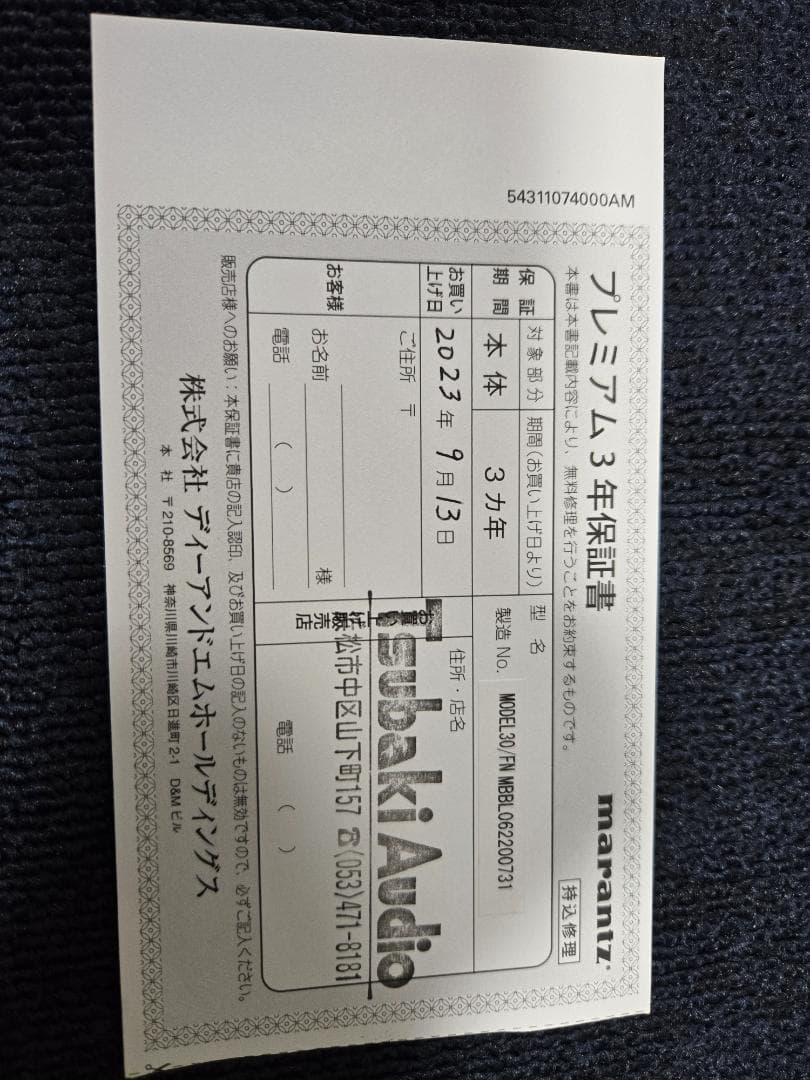 54311074000AM
プレミアム3年保証書
marantz
本書は本書記載内容により、無料修理を行うことをお約束するものです。
持込修理
保証期間
対象部分
期間(お買い上げ日より)
本体
3カ年
お買い上げ日
2023年9月13日
お客様
ご住所 〒
お名前
様
電話 ( )
型名
製造 No.
MODEL30/FN MBBL062200731
お買い上げ販売店
住所・店名
Tsubaki Audio
松市中区山下町157 ☎(053)471-8181
電話 ( )
販売店様へのお願い:本保証書に貴店の記入認印、及びお買い上げ日の記入のないものは無効ですので、必ずご記入ください。
株式会社 ディーアンドエムホールディングス
本 社 〒210-8569 神奈川県川崎市川崎区日進町 2-1 D&M ビル